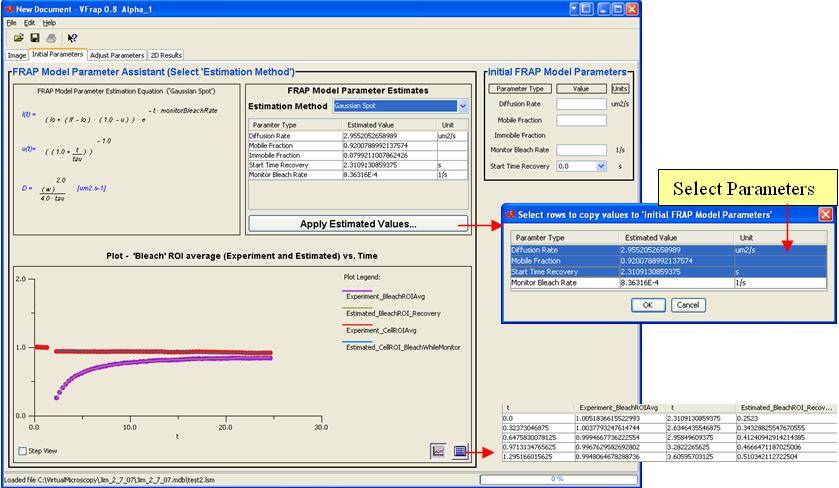 New Document - VFrap 0.8 Alpha_1
File Edit Help
Image Initial Parameters Adjust Parameters 2D Results
FRAP Model Parameter Assistant (Select 'Estimation Method')
FRAP Model Parameter Estimation Equation ('Gaussian Spot')
I(t) = ( Io + ( If - Io ) · ( 1.0 - u ) ) · e - t · monitorBleachRate
u(t)= ( ( 1.0 + t / tau ) ) - 1.0
D = ( w ) 2.0 / 4.0 · tau [um2.s-1]
FRAP Model Parameter Estimates
Estimation Method Gaussian Spot
Paramter Type Estimated Value Unit
Diffusion Rate 2.9552052658989 um2/s
Mobile Fraction 0.9200788992137574
Immobile Fraction 0.0799211007862426
Start Time Recovery 2.3109130859375 s
Monitor Bleach Rate 8.36316E-4 1/s
Apply Estimated Values...
Initial FRAP Model Parameters
Parameter Type Value Units
Diffusion Rate um2/s
Mobile Fraction
Immobile Fraction
Monitor Bleach Rate 1/s
Start Time Recovery 0.0 s
Select Parameters
Select rows to copy values to 'Initial FRAP Model Parameters'
Paramter Type Estimated Value Unit
Diffusion Rate 2.9552052658989 um2/s
Mobile Fraction 0.9200788992137574
Start Time Recovery 2.3109130859375 s
Monitor Bleach Rate 8.36316E-4 1/s
OK Cancel
Plot - 'Bleach' ROI average (Experiment and Estimated) vs. Time
Plot Legend:
Experiment_BleachROIAvg
Estimated_BleachROI_Recovery
Experiment_CellROIAvg
Estimated_CellROI_BleachWhileMonitor
2.0
1.0
0.0
0.0 10.0 20.0 30.0
t
Step View
t Experiment_BleachROIAvg t Estimated_BleachROI_Recov...
0.0 1.0051836615522993 2.3109130859375 0.2523
0.32373046875 1.0037793247614744 2.6346435546875 0.34328825547670555
0.6475830078125 0.9994667736222554 2.95849609375 0.41240942914214385
0.9713134765625 0.9967629582692802 3.2822265625 0.4666471187025006
1.295166015625 0.9948064678288736 3.60595703125 0.510342112722504
Loaded file C:\VirtualMicroscopy\Jim_2_7_07\Jim_2_7_07.mdb\test2.lsm
0 %